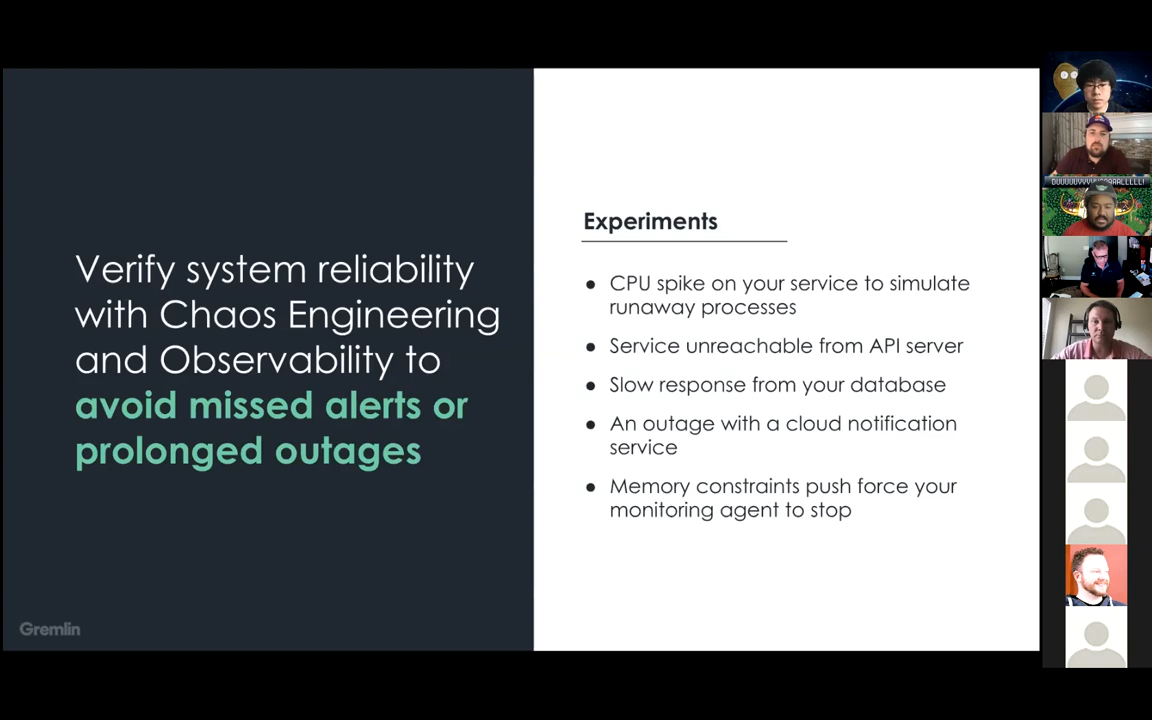 Verify system reliability
with Chaos Engineering
and Observability to
avoid missed alerts or
prolonged outages
Gremlin
Experiments
● CPU spike on your service to simulate
runaway processes
● Service unreachable from API server
● Slow response from your database
● An outage with a cloud notification
service
● Memory constraints push force your
monitoring agent to stop